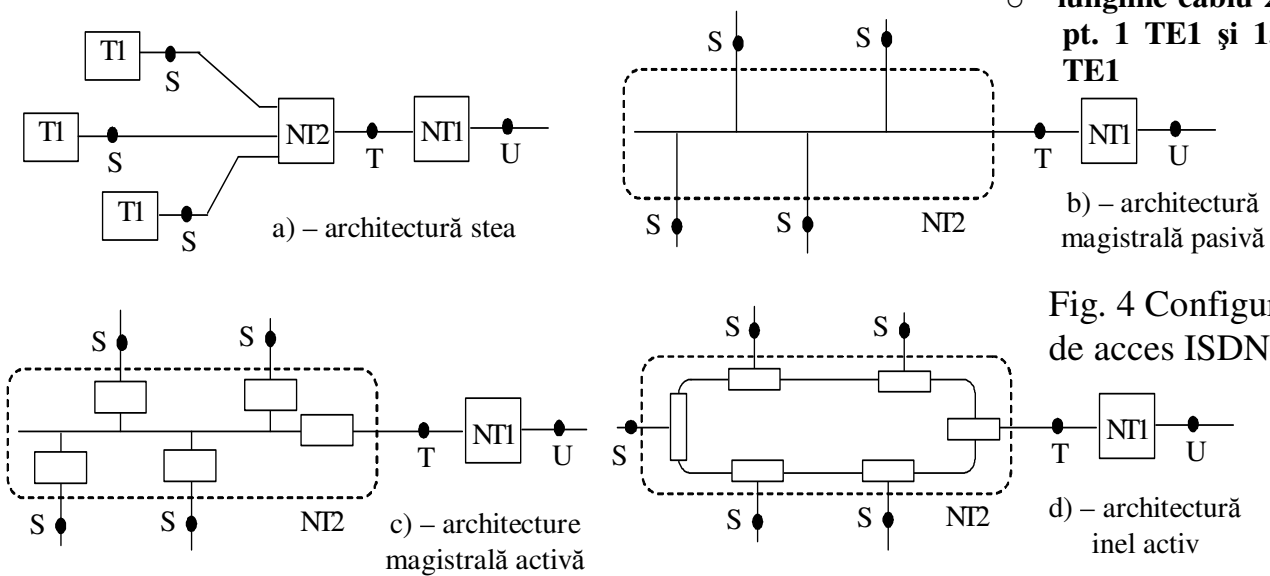 lungime cablu
pt. 1 TE1 şi
TE1
T1
S
T1
S
T1
S
NT2
T
NT1
U
a) – architectură stea
S
S
S
S
NT2
T
NT1
U
b) – architectură
magistrală pasivă
Fig. 4
de acces ISDN
S
S
S
S
NT2
T
NT1
U
c) – architecture
magistrală activă
S
S
S
S
S
NT2
T
NT1
U
d) – architectură
inel activ